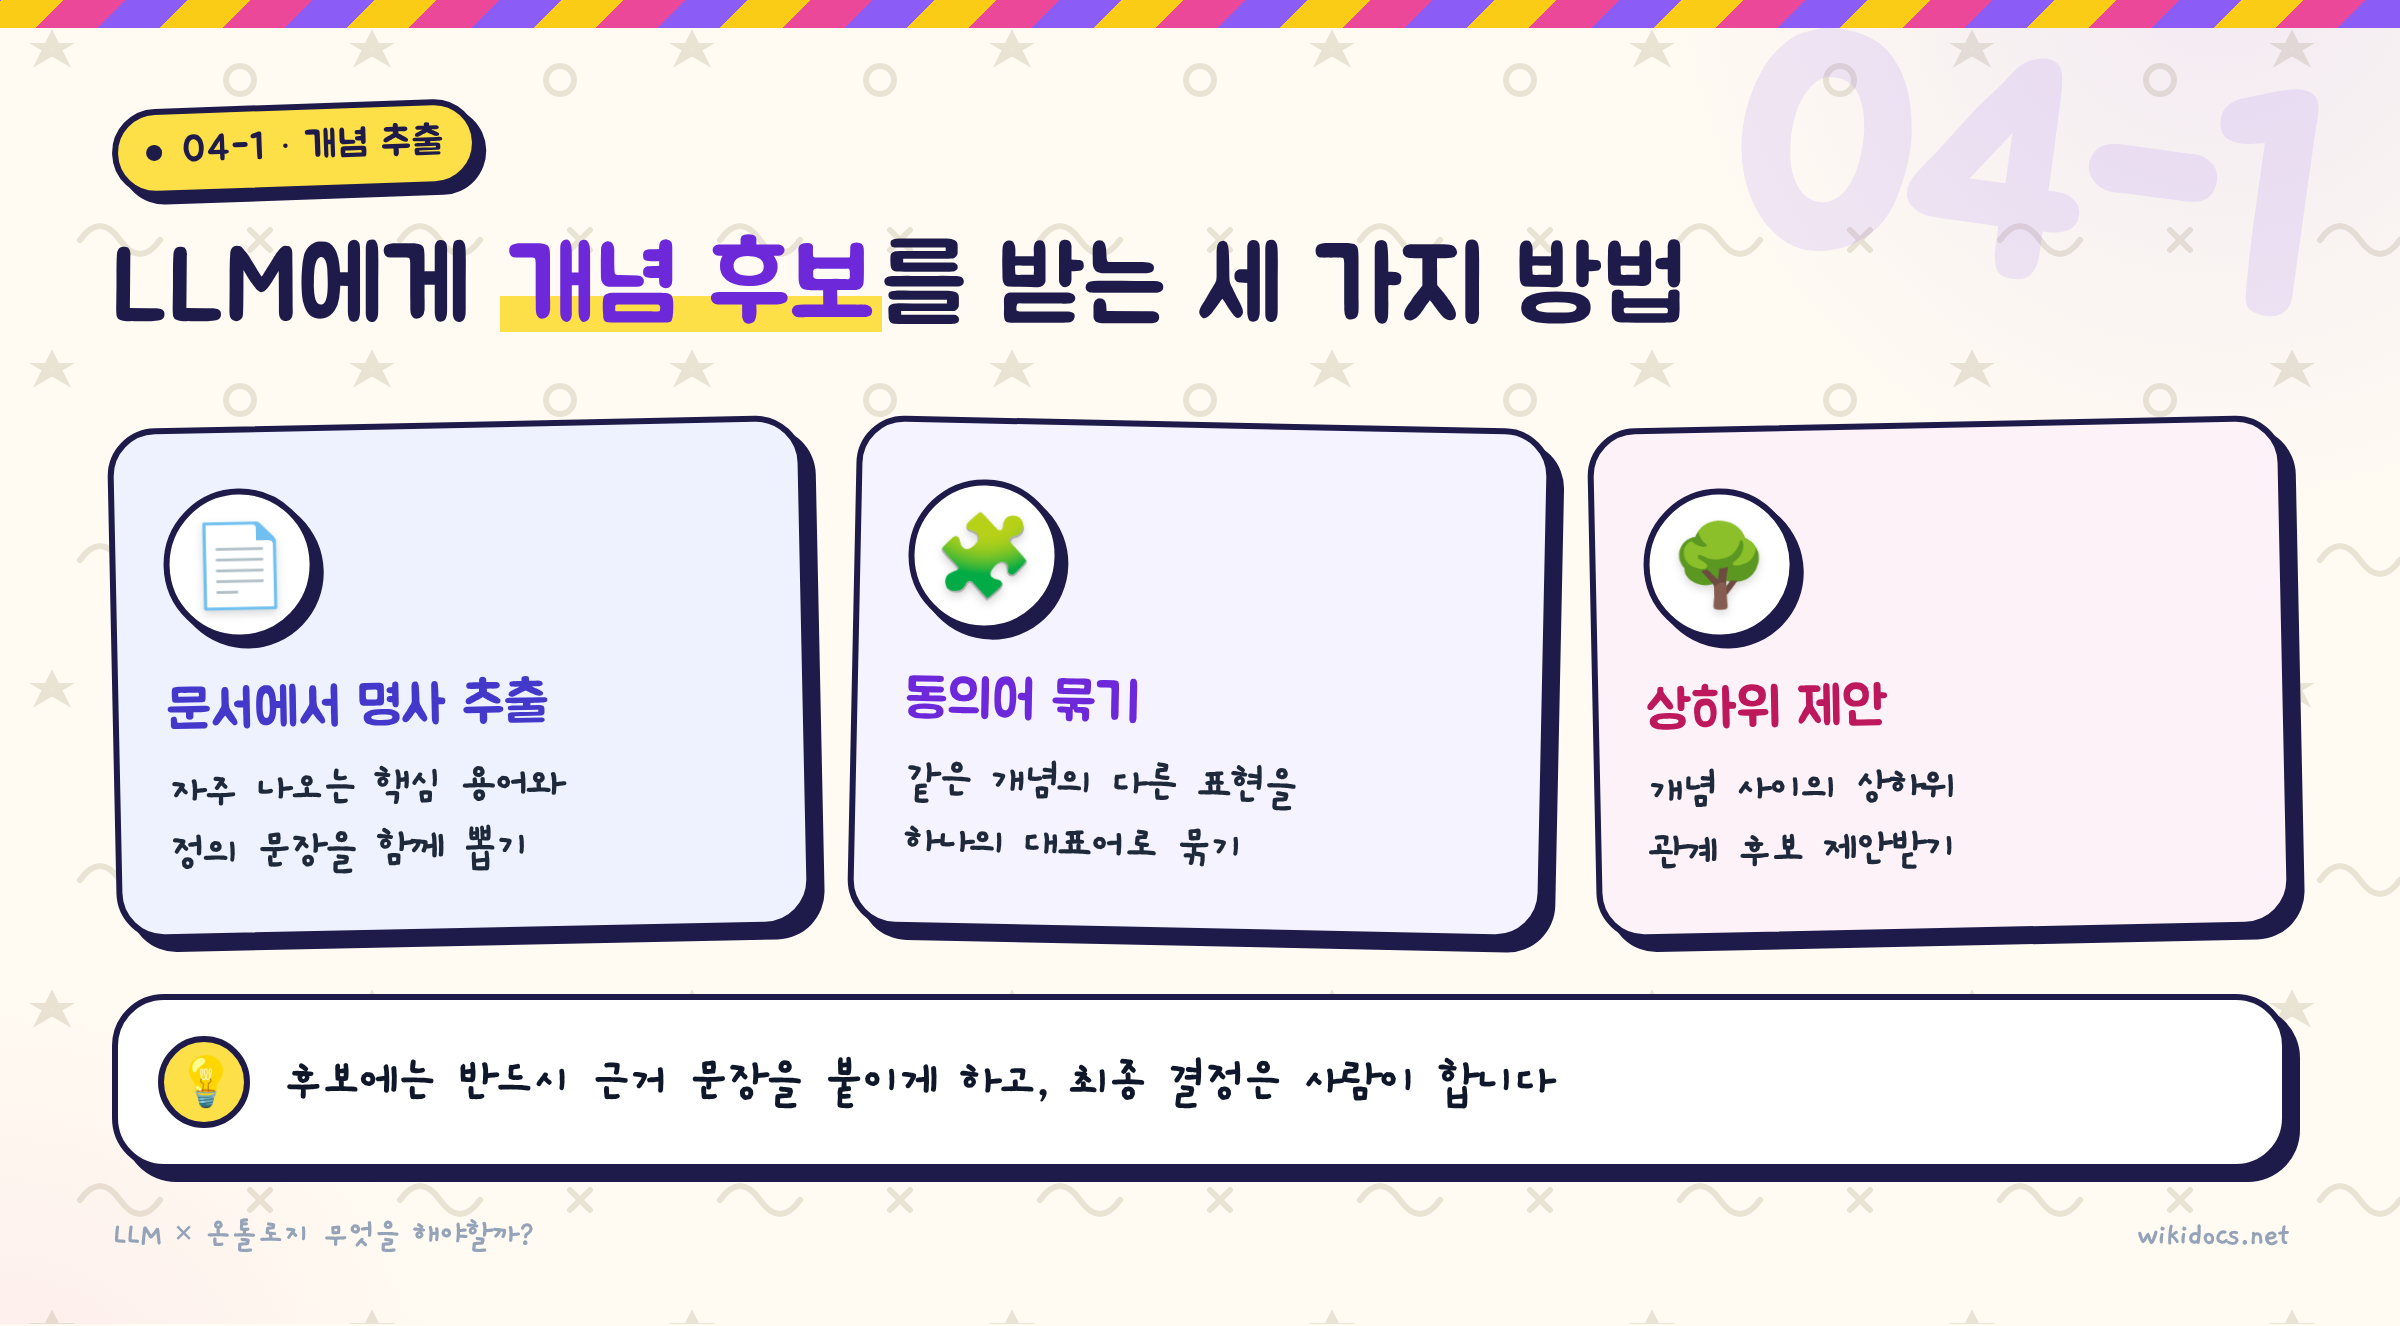 04-1
04-1 · 개념 추출
LLM에게 개념 후보를 받는 세 가지 방법
문서에서 명사 추출
자주 나오는 핵심 용어와
정의 문장을 함께 뽑기
동의어 묶기
같은 개념의 다른 표현을
하나의 대표어로 묶기
상하위 제안
개념 사이의 상하위
관계 후보 제안받기
후보에는 반드시 근거 문장을 붙이게 하고, 최종 결정은 사람이 합니다
LLM × 온톨로지 무엇을 해야할까?
wikidocs.net